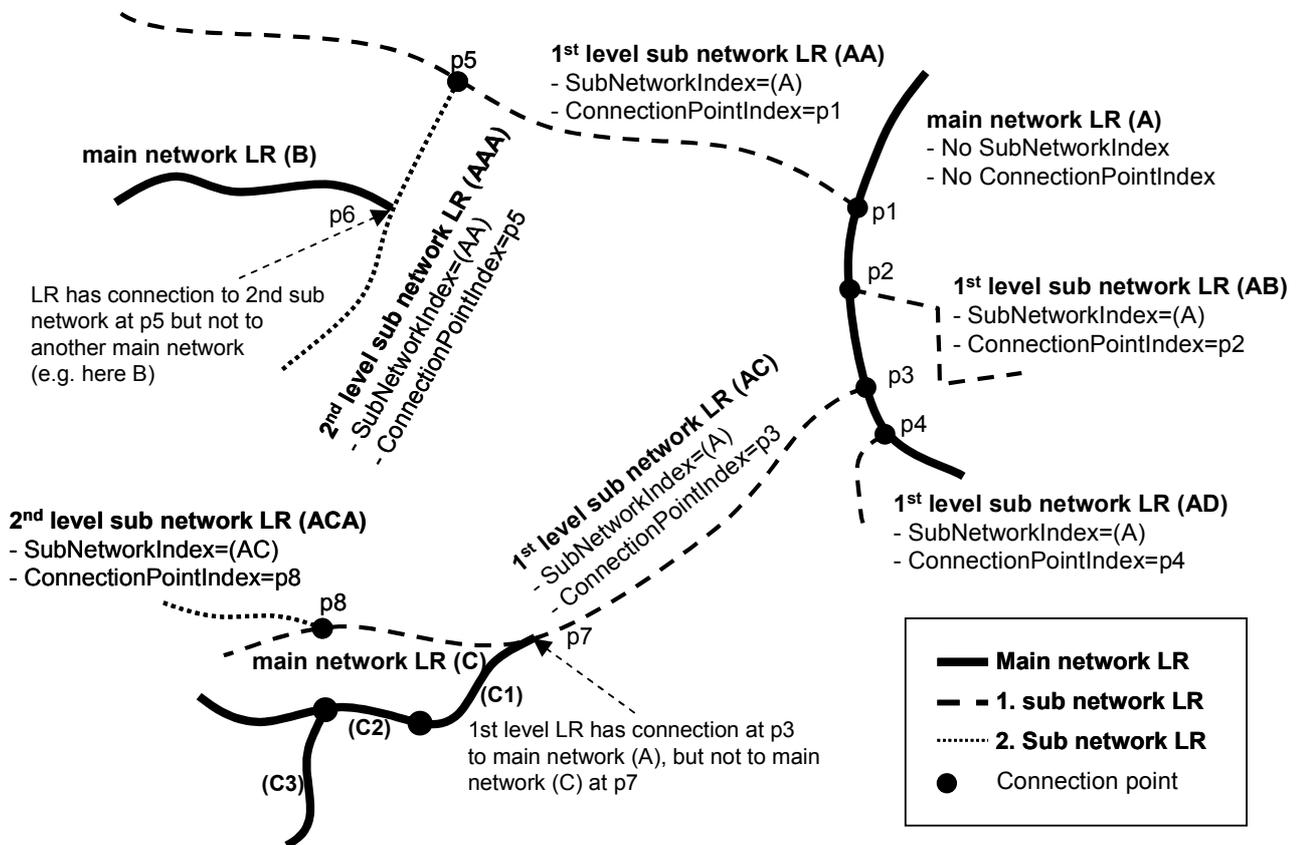 p5
1st level sub network LR (AA)
- SubNetworkIndex=(A)
- ConnectionPointIndex=p1
main network LR (A)
- No SubNetworkIndex
- No ConnectionPointIndex
main network LR (B)
p6
p1
p2
LR has connection to 2nd sub
network at p5 but not to
another main network
(e.g. here B)
2nd level sub network LR (AAA)
- SubNetworkIndex=(AA)
- ConnectionPointIndex=p5
1st level sub network LR (AB)
- SubNetworkIndex=(A)
- ConnectionPointIndex=p2
p3
p4
1st level sub network LR (AC)
- SubNetworkIndex=(A)
- ConnectionPointIndex=p3
1st level sub network LR (AD)
- SubNetworkIndex=(A)
- ConnectionPointIndex=p4
2nd level sub network LR (ACA)
- SubNetworkIndex=(AC)
- ConnectionPointIndex=p8
p8
p7
main network LR (C)
(C1)
(C2)
(C3)
1st level LR has connection at p3
to main network (A), but not to main
network (C) at p7
Main network LR
1. sub network LR
2. Sub network LR
Connection point